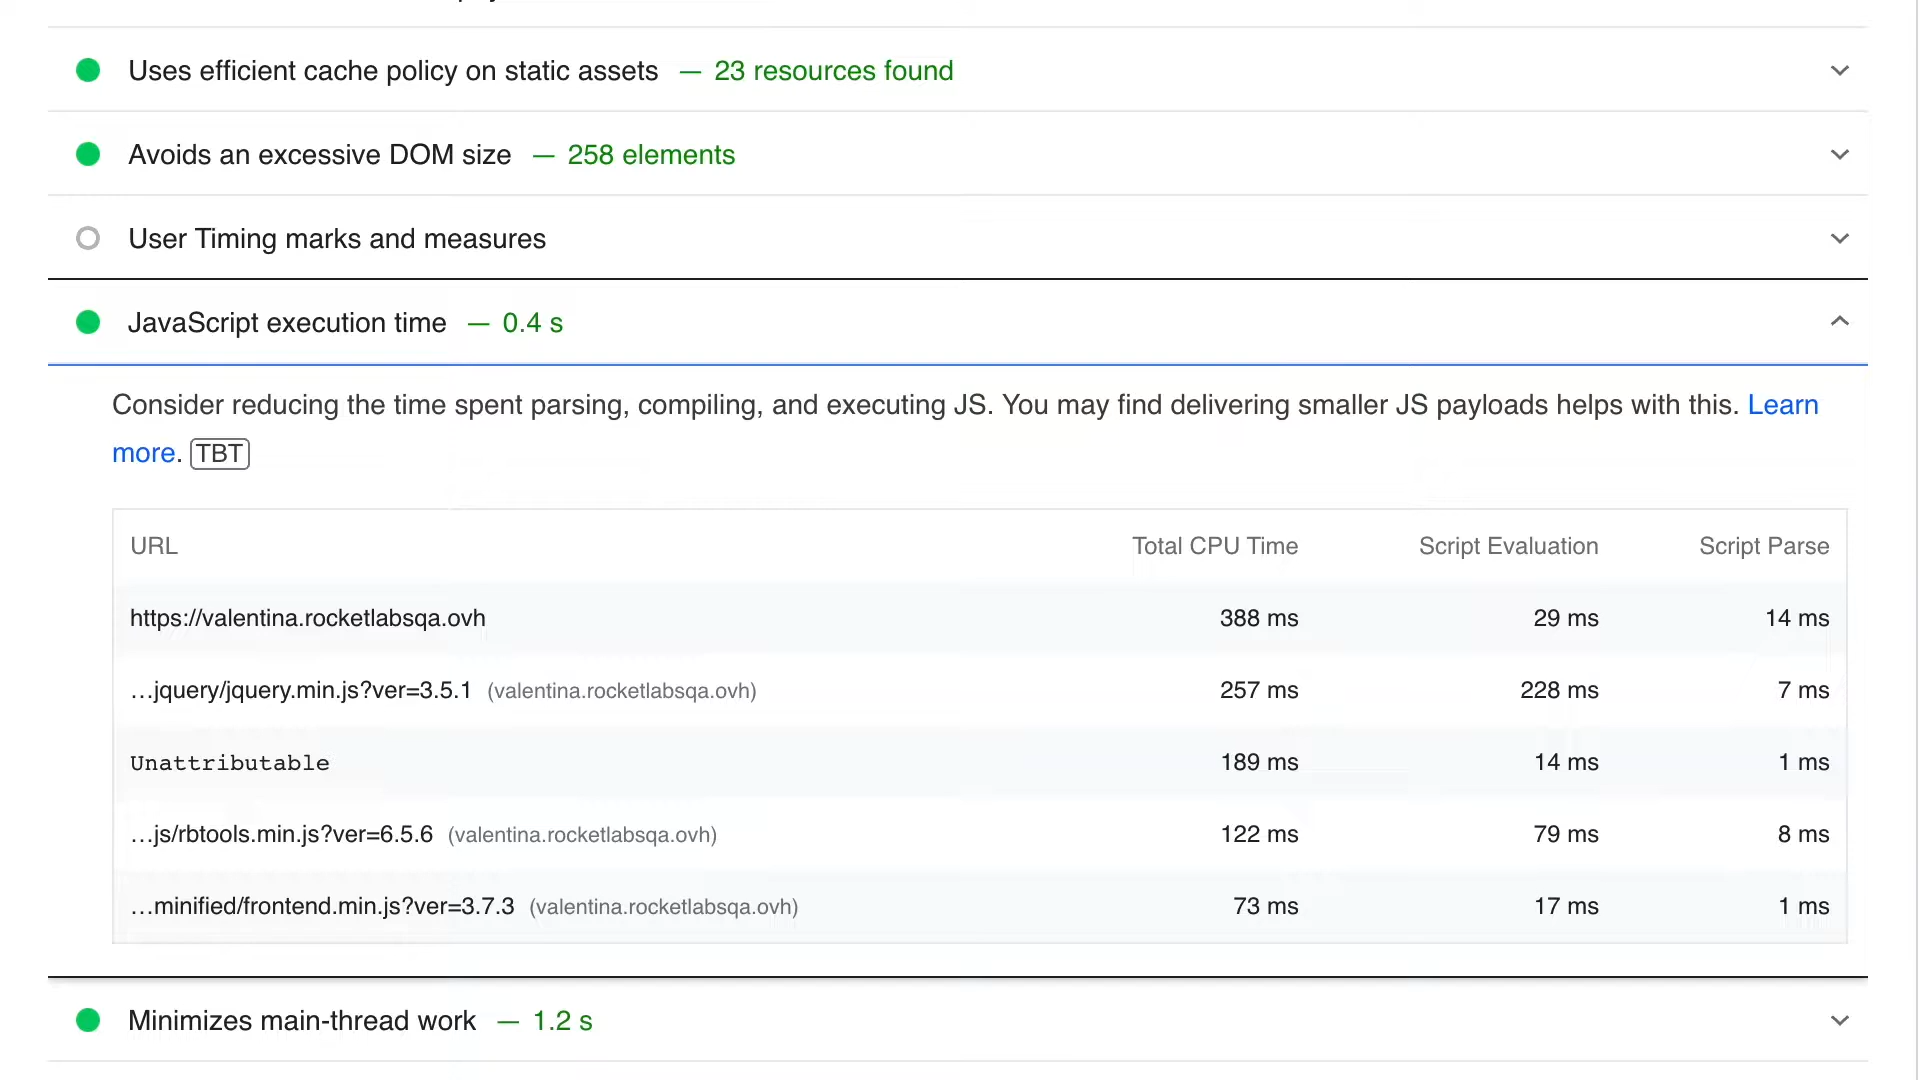 Uses efficient cache policy on static assets — 23 resources found
Avoids an excessive DOM size — 258 elements
User Timing marks and measures
JavaScript execution time — 0.4 s
Consider reducing the time spent parsing, compiling, and executing JS. You may find delivering smaller JS payloads helps with this. Learn
more. TBT
URL Total CPU Time Script Evaluation Script Parse
https://valentina.rocketlabsqa.ovh 388 ms 29 ms 14 ms
…jquery/jquery.min.js?ver=3.5.1 (valentina.rocketlabsqa.ovh) 257 ms 228 ms 7 ms
Unattributable 189 ms 14 ms 1 ms
…js/rbtools.min.js?ver=6.5.6 (valentina.rocketlabsqa.ovh) 122 ms 79 ms 8 ms
…minified/frontend.min.js?ver=3.7.3 (valentina.rocketlabsqa.ovh) 73 ms 17 ms 1 ms
Minimizes main-thread work — 1.2 s